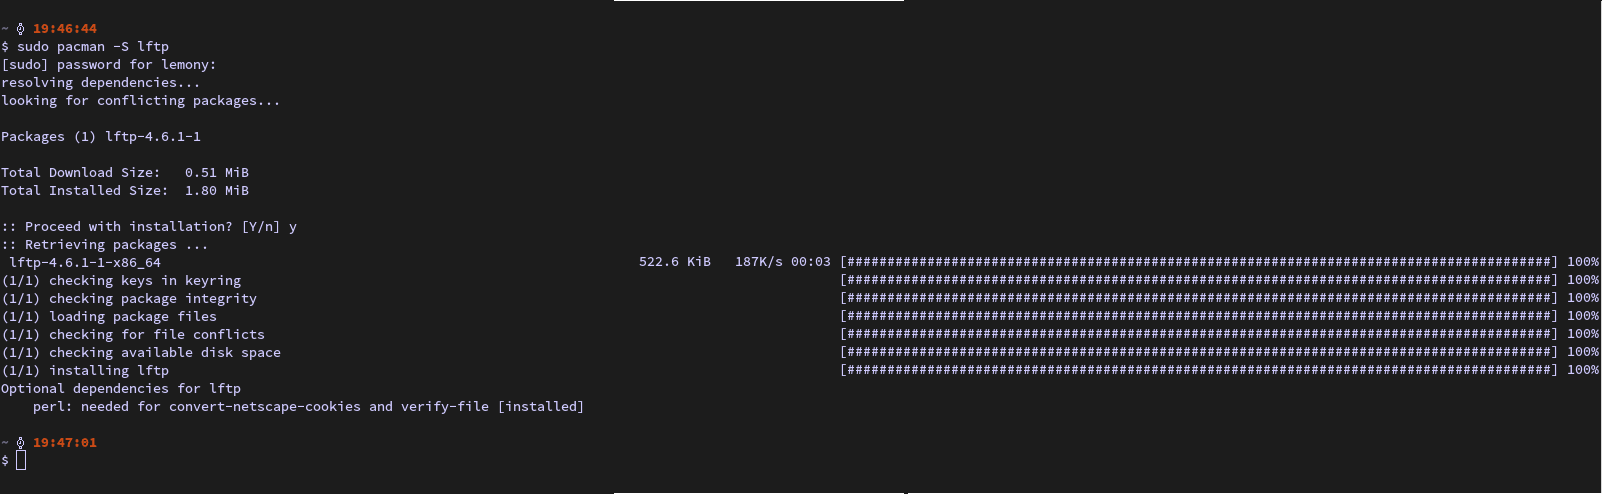 ~ ⌚ 19:46:44
$ sudo pacman -S lftp
[sudo] password for lemony:
resolving dependencies...
looking for conflicting packages...
Packages (1) lftp-4.6.1-1
Total Download Size:   0.51 MiB
Total Installed Size:  1.80 MiB
:: Proceed with installation? [Y/n] y
:: Retrieving packages ...
 lftp-4.6.1-1-x86_64 522.6 KiB   187K/s 00:03 [########################################################################################] 100%
(1/1) checking keys in keyring [########################################################################################] 100%
(1/1) checking package integrity [########################################################################################] 100%
(1/1) loading package files [########################################################################################] 100%
(1/1) checking for file conflicts [########################################################################################] 100%
(1/1) checking available disk space [########################################################################################] 100%
(1/1) installing lftp [########################################################################################] 100%
Optional dependencies for lftp
    perl: needed for convert-netscape-cookies and verify-file [installed]
~ ⌚ 19:47:01
$